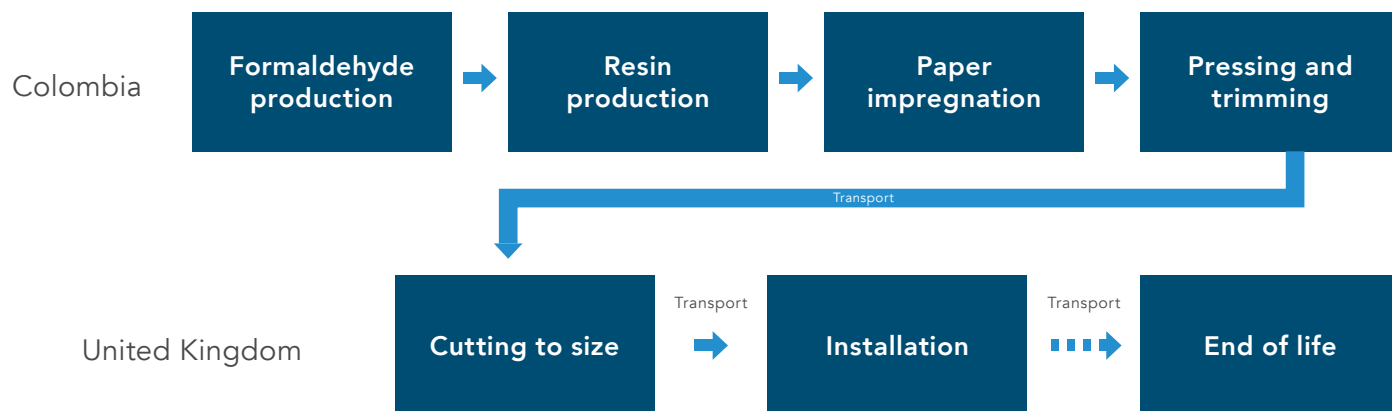 Colombia
Formaldehyde
production
Resin
production
Paper
impregnation
Pressing and
trimming
Transport
United Kingdom
Cutting to size
Transport
Installation
Transport
End of life